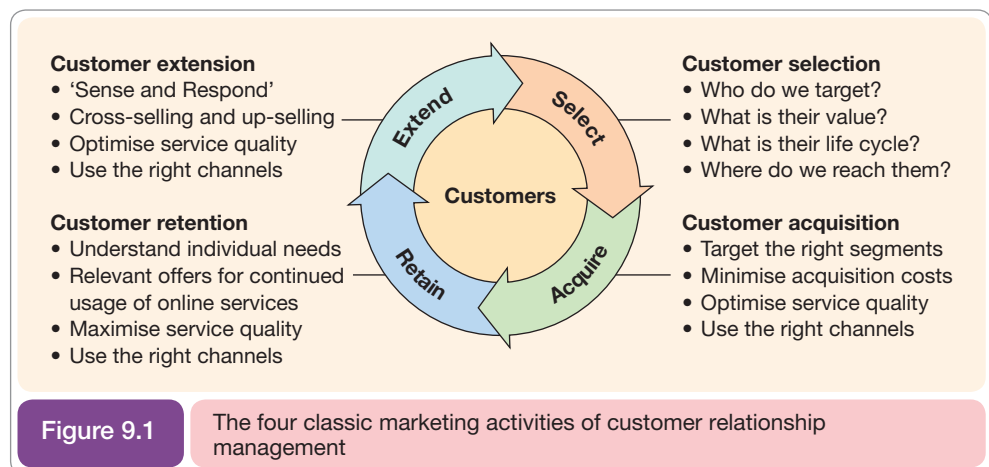 Customer extension
• ‘Sense and Respond’
• Cross-selling and up-selling
• Optimise service quality
• Use the right channels
Customer retention
• Understand individual needs
• Relevant offers for continued
usage of online services
• Maximise service quality
• Use the right channels
Extend
Select
Customers
Retain
Acquire
Customer selection
• Who do we target?
• What is their value?
• What is their life cycle?
• Where do we reach them?
Customer acquisition
• Target the right segments
• Minimise acquisition costs
• Optimise service quality
• Use the right channels
Figure 9.1
The four classic marketing activities of customer relationship
management